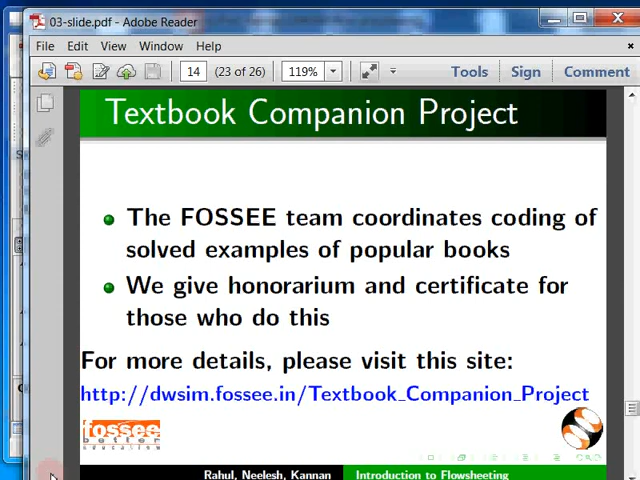 03-slide.pdf - Adobe Reader
File Edit View Window Help
14 (23 of 26) 119% Tools Sign Comment
Textbook Companion Project
The FOSSEE team coordinates coding of
solved examples of popular books
We give honorarium and certificate for
those who do this
For more details, please visit this site:
http://dwsim.fossee.in/Textbook_Companion_Project
fossee
better
education
Rahul, Neelesh, Kannan Introduction to Flowsheeting